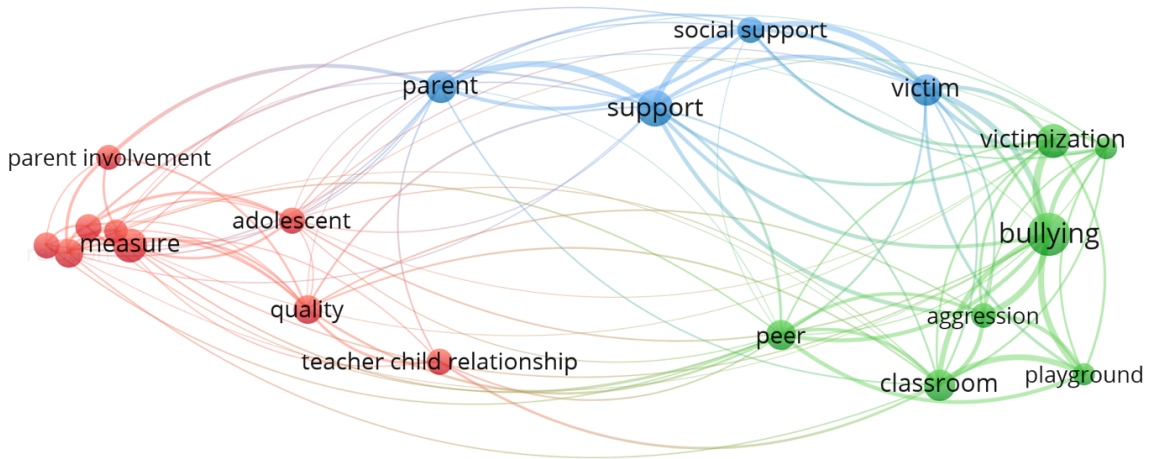 social support
parent
victim
support
victimization
parent involvement
adolescent
bullying
measure
quality
aggression
peer
teacher child relationship
playground
classroom